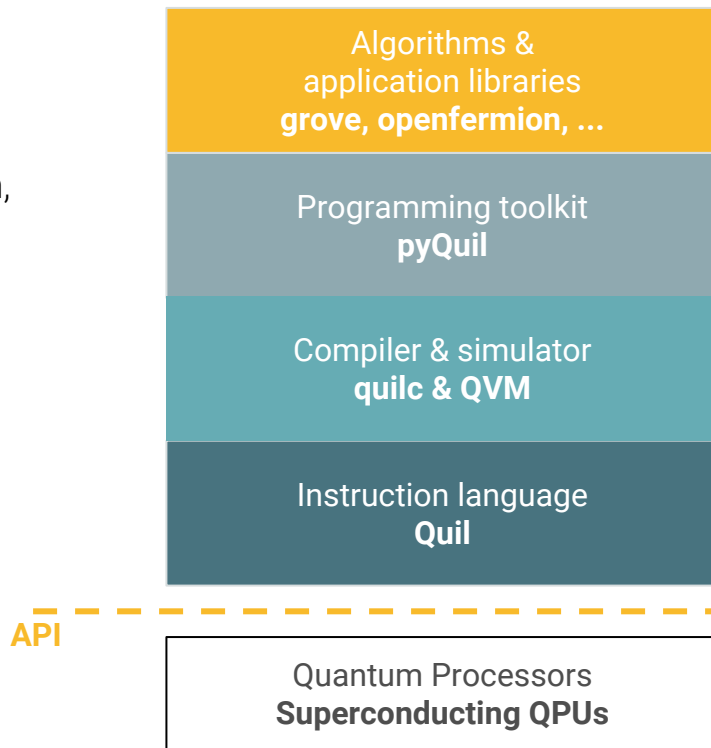 Algorithms &
application libraries
grove, openfermion, ...
,
Programming toolkit
pyQuil
Compiler & simulator
quilc & QVM
Instruction language
Quil
API
Quantum Processors
Superconducting QPUs